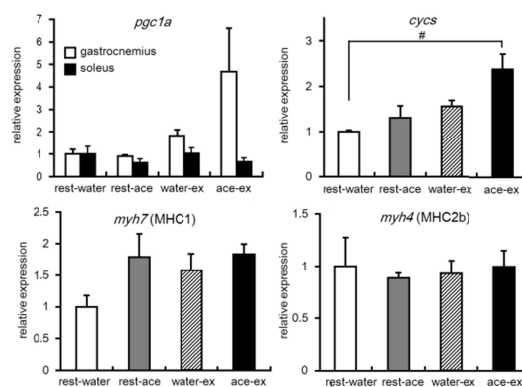 pgc1a
7
6
5
4
3
2
1
0
relative expression
gastrocnemius
soleus
rest-water rest-ace water-ex ace-ex
cycs
#
3
2
1
0
relative expression
rest-water rest-ace water-ex ace-ex
myh7 (MHC1)
2.5
2
1.5
1
0.5
0
relative expression
rest-water rest-ace water-ex ace-ex
myh4 (MHC2b)
1.5
1
0.5
0
relative expression
rest-water rest-ace water-ex ace-ex